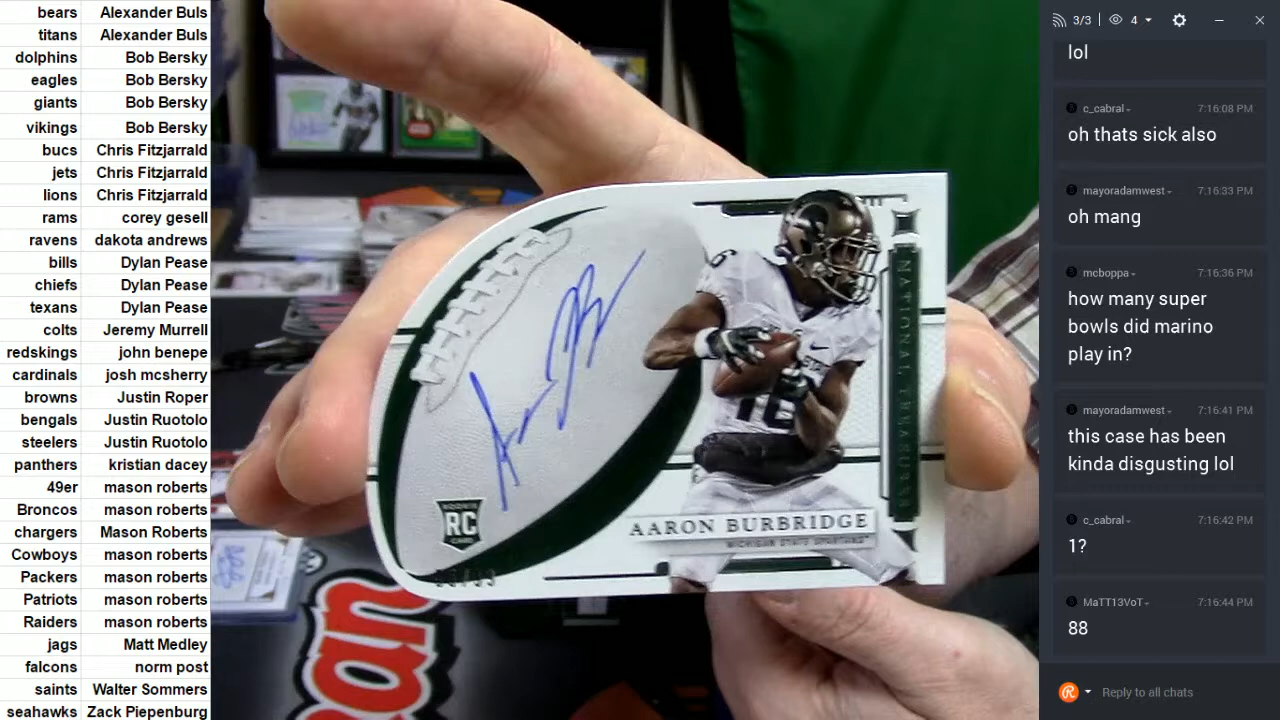 bears Alexander Buls
titans Alexander Buls
dolphins Bob Bersky
eagles Bob Bersky
giants Bob Bersky
vikings Bob Bersky
bucs Chris Fitzjarrald
jets Chris Fitzjarrald
lions Chris Fitzjarrald
rams corey gesell
ravens dakota andrews
bills Dylan Pease
chiefs Dylan Pease
texans Dylan Pease
colts Jeremy Murrell
redskings john benepe
cardinals josh mcsherry
browns Justin Roper
bengals Justin Ruotolo
steelers Justin Ruotolo
panthers kristian dacey
49er mason roberts
Broncos mason roberts
chargers Mason Roberts
Cowboys mason roberts
Packers mason roberts
Patriots mason roberts
Raiders mason roberts
jags Matt Medley
falcons norm post
saints Walter Sommers
seahawks Zack Piepenburg
NATIONAL TREASURES
16
ROOKIE
RC
CARD
AARON BURBRIDGE
MICHIGAN STATE SPARTANS
3/3 4
lol
c_cabral 7:16:08 PM
oh thats sick also
mayoradamwest 7:16:33 PM
oh mang
mcboppa 7:16:36 PM
how many super
bowls did marino
play in?
mayoradamwest 7:16:41 PM
this case has been
kinda disgusting lol
c_cabral 7:16:42 PM
1?
MaTT13VoT 7:16:44 PM
88
Reply to all chats